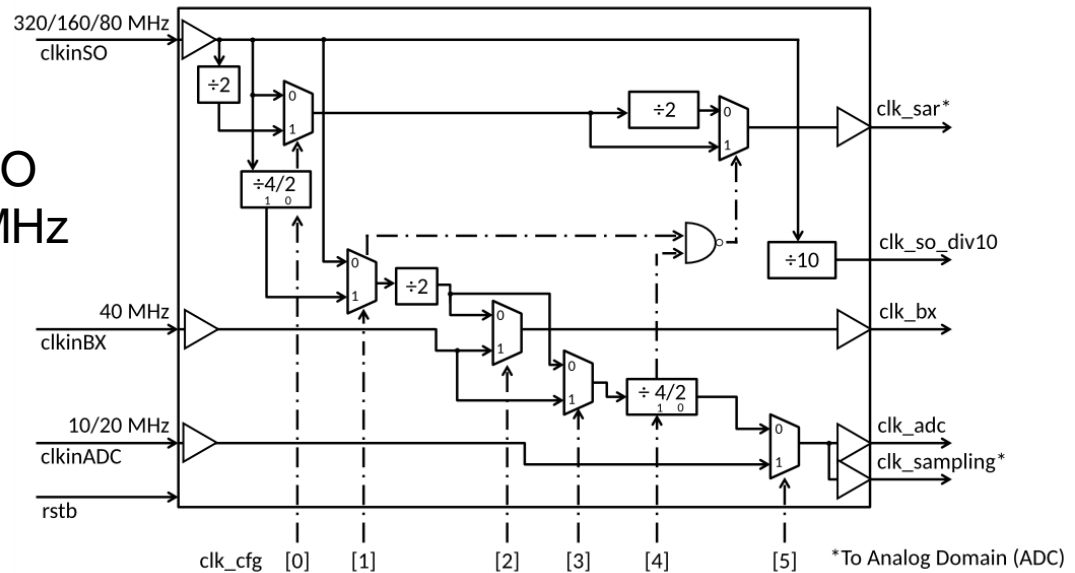 320/160/80 MHz
clkinSO
÷2
0
1
÷2
0
1
clk_sar*
O
MHz
÷4/2
1 0
0
1
÷2
÷10
clk_so_div10
40 MHz
clkinBX
0
1
clk_bx
0
1
÷ 4/2
1 0
10/20 MHz
clkinADC
0
1
clk_adc
clk_sampling*
rstb
clk_cfg [0] [1] [2] [3] [4] [5] *To Analog Domain (ADC)